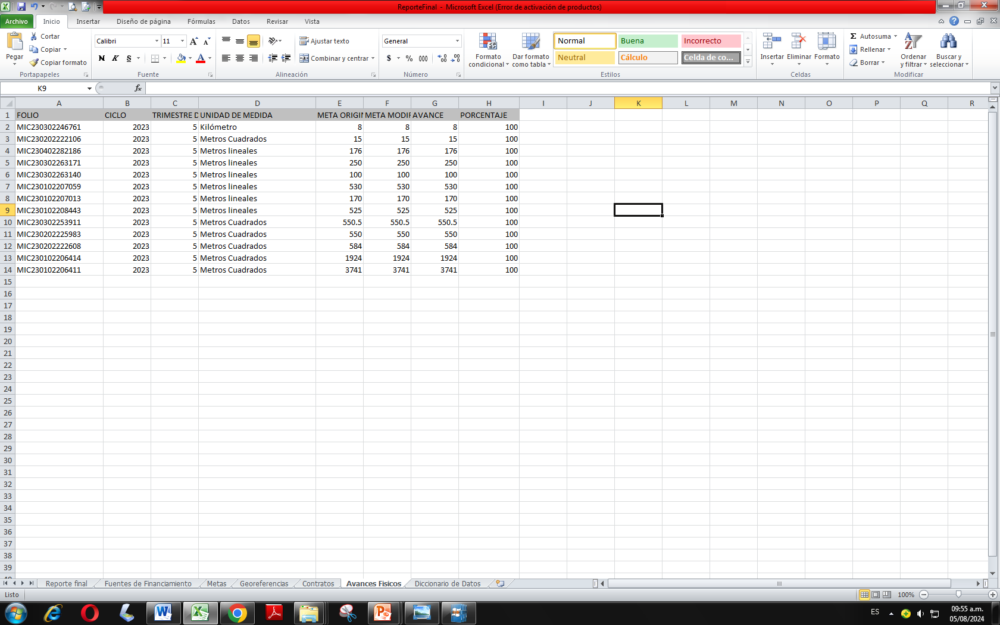 ReporteFinal - Microsoft Excel (Error de activación de productos)
Archivo Inicio Insertar Diseño de página Fórmulas Datos Revisar Vista
Pegar
Cortar
Copiar
Copiar formato
Portapapeles
Calibri 11
N K S
Fuente
Ajustar texto
Combinar y centrar
Alineación
General
$ % 000
Número
Formato condicional
Dar formato como tabla
Normal Buena Incorrecto
Neutral Cálculo Celda de co...
Estilos
Insertar Eliminar Formato
Celdas
Σ Autosuma
Rellenar
Borrar
Ordenar y filtrar
Buscar y seleccionar
Modificar
K9 fx
A B C D E F G H I J K L M N O P Q R
1 FOLIO CICLO TRIMESTRE D UNIDAD DE MEDIDA META ORIGIN META MODIF AVANCE PORCENTAJE
2 MIC230302246761 2023 5 Kilómetro 8 8 8 100
3 MIC230202222106 2023 5 Metros Cuadrados 15 15 15 100
4 MIC230402282186 2023 5 Metros lineales 176 176 176 100
5 MIC230302263171 2023 5 Metros lineales 250 250 250 100
6 MIC230302263140 2023 5 Metros lineales 100 100 100 100
7 MIC230102207059 2023 5 Metros lineales 530 530 530 100
8 MIC230102207013 2023 5 Metros lineales 170 170 170 100
9 MIC230102208443 2023 5 Metros lineales 525 525 525 100
10 MIC230302253911 2023 5 Metros Cuadrados 550.5 550.5 550.5 100
11 MIC230202225983 2023 5 Metros Cuadrados 550 550 550 100
12 MIC230202222608 2023 5 Metros Cuadrados 584 584 584 100
13 MIC230102206414 2023 5 Metros Cuadrados 1924 1924 1924 100
14 MIC230102206411 2023 5 Metros Cuadrados 3741 3741 3741 100
15
16
17
18
19
20
21
22
23
24
25
26
27
28
29
30
31
32
33
34
35
36
37
38
39
Reporte final Fuentes de Financiamiento Metas Georeferencias Contratos Avances Fisicos Diccionario de Datos
Listo 100%
ES 09:55 a.m.
05/08/2024